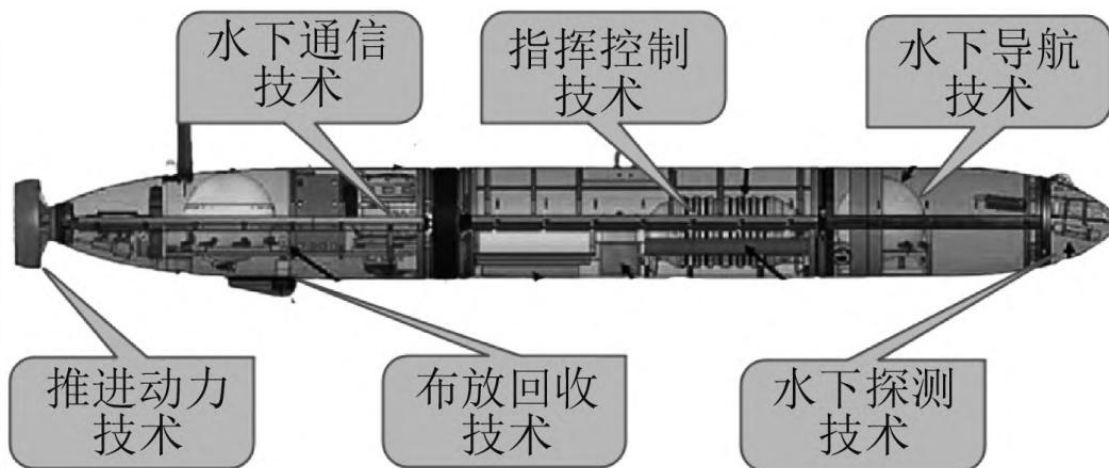 水下通信
技术
指挥控制
技术
水下导航
技术
推进动力
技术
布放回收
技术
水下探测
技术